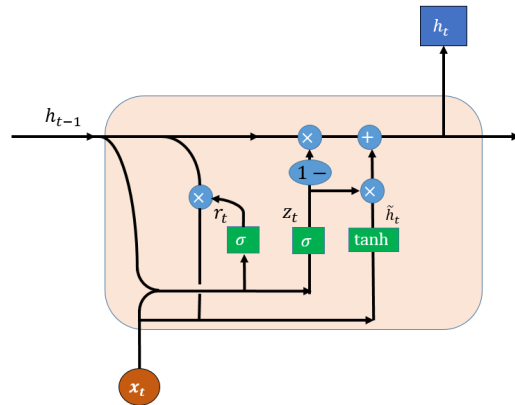 h_t
h_{t-1}
×
+
1 −
×
×
r_t
z_t
h̃_t
σ
σ
tanh
x_t